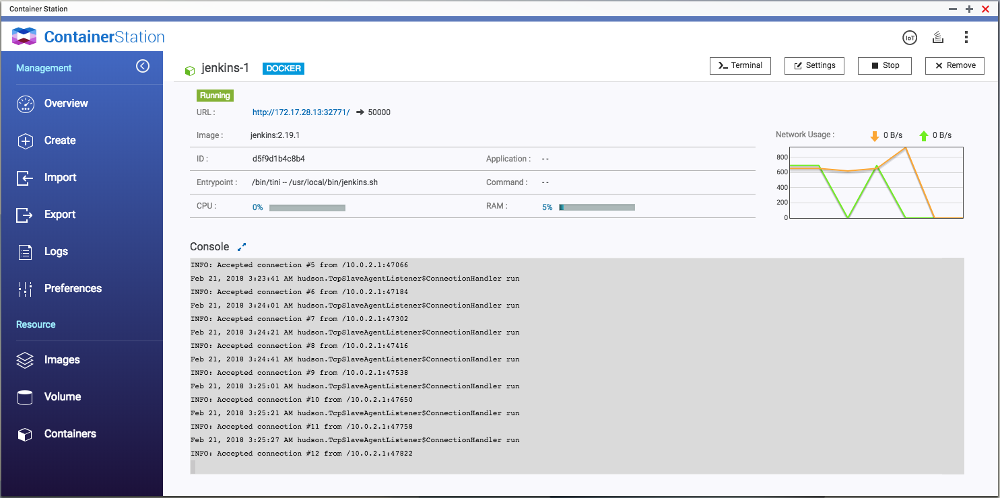 Container Station
ContainerStation
IoT
Management
Overview
Create
Import
Export
Logs
Preferences
Resource
Images
Volume
Containers
jenkins-1 DOCKER
Terminal Settings Stop Remove
Running
URL : http://172.17.28.13:32771/ 50000
Image : jenkins:2.19.1
ID : d5f9d1b4c8b4 Application : - -
Entrypoint : /bin/tini -- /usr/local/bin/jenkins.sh Command : - -
CPU : 0% RAM : 5%
Network Usage : 0 B/s 0 B/s
800
600
400
200
0
Console
INFO: Accepted connection #5 from /10.0.2.1:47066
Feb 21, 2018 3:23:41 AM hudson.TcpSlaveAgentListener$ConnectionHandler run
INFO: Accepted connection #6 from /10.0.2.1:47184
Feb 21, 2018 3:24:01 AM hudson.TcpSlaveAgentListener$ConnectionHandler run
INFO: Accepted connection #7 from /10.0.2.1:47302
Feb 21, 2018 3:24:21 AM hudson.TcpSlaveAgentListener$ConnectionHandler run
INFO: Accepted connection #8 from /10.0.2.1:47416
Feb 21, 2018 3:24:41 AM hudson.TcpSlaveAgentListener$ConnectionHandler run
INFO: Accepted connection #9 from /10.0.2.1:47538
Feb 21, 2018 3:25:01 AM hudson.TcpSlaveAgentListener$ConnectionHandler run
INFO: Accepted connection #10 from /10.0.2.1:47650
Feb 21, 2018 3:25:21 AM hudson.TcpSlaveAgentListener$ConnectionHandler run
INFO: Accepted connection #11 from /10.0.2.1:47758
Feb 21, 2018 3:25:27 AM hudson.TcpSlaveAgentListener$ConnectionHandler run
INFO: Accepted connection #12 from /10.0.2.1:47822